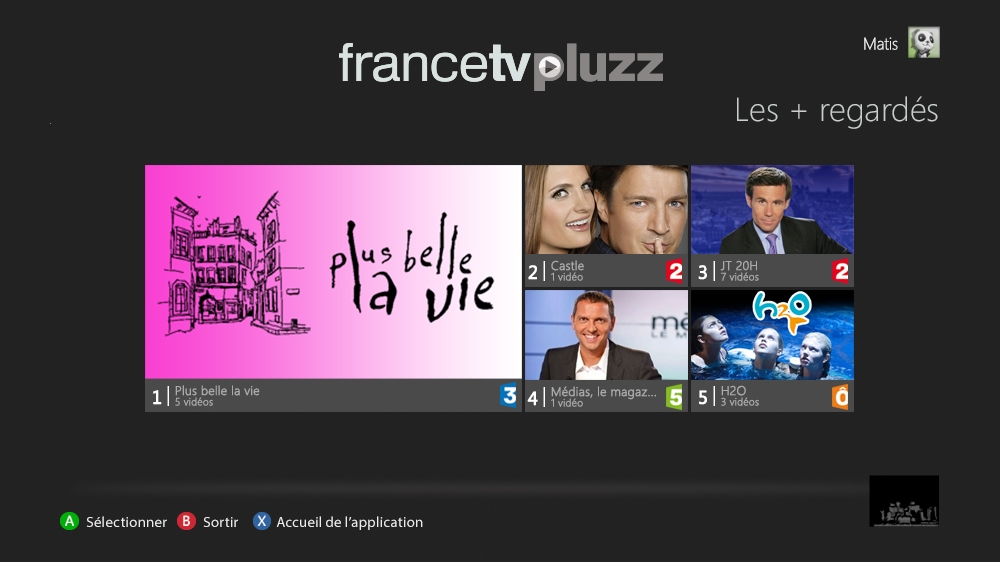 Matis
francetvpluzz
Les + regardés
plus belle
la vie
1 Plus belle la vie
5 vidéos
3
2 Castle
1 vidéo
2
3 JT 20H
7 vidéos
2
mé
LE M
4 Médias, le magaz...
1 vidéo
5
h2o
5 H2O
3 vidéos
ô
A Sélectionner B Sortir X Accueil de l'application